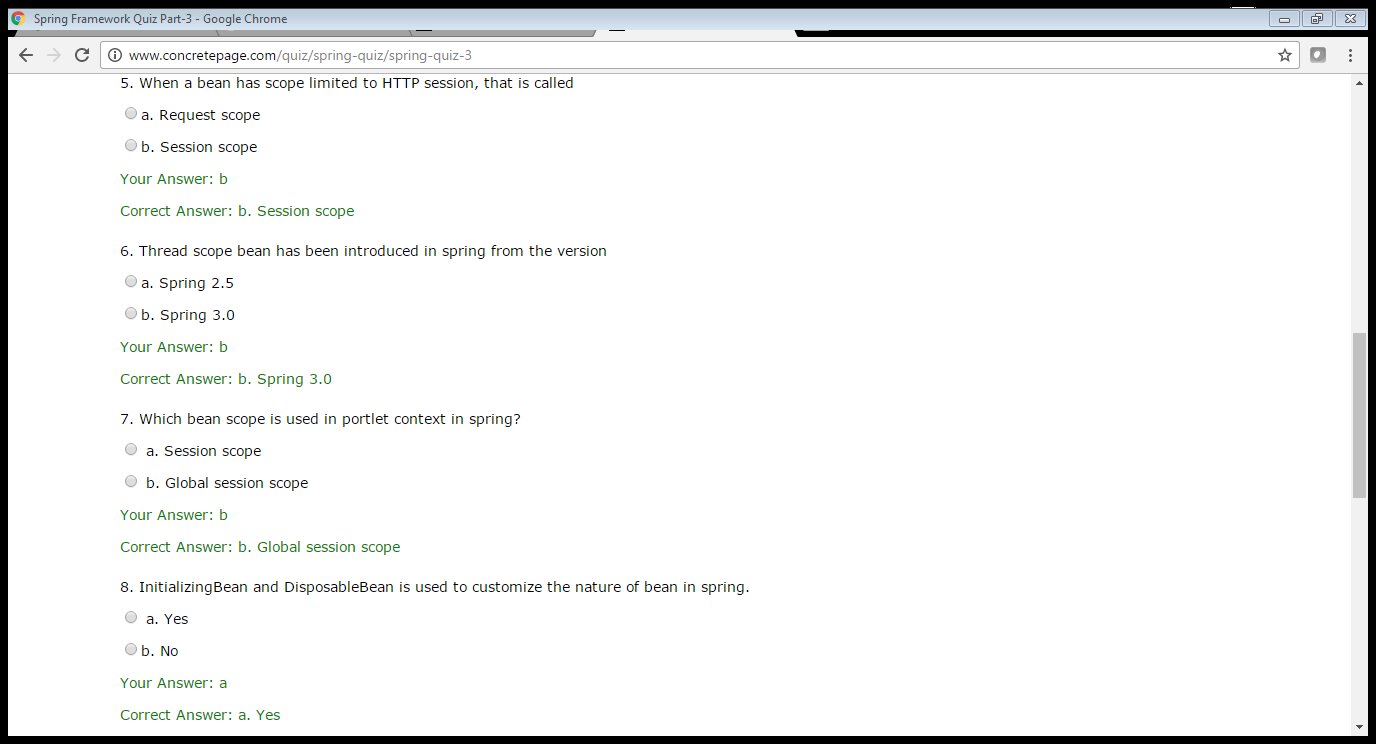 Spring Framework Quiz Part-3 - Google Chrome
www.concretepage.com/quiz/spring-quiz/spring-quiz-3
5. When a bean has scope limited to HTTP session, that is called
a. Request scope
b. Session scope
Your Answer: b
Correct Answer: b. Session scope
6. Thread scope bean has been introduced in spring from the version
a. Spring 2.5
b. Spring 3.0
Your Answer: b
Correct Answer: b. Spring 3.0
7. Which bean scope is used in portlet context in spring?
a. Session scope
b. Global session scope
Your Answer: b
Correct Answer: b. Global session scope
8. InitializingBean and DisposableBean is used to customize the nature of bean in spring.
a. Yes
b. No
Your Answer: a
Correct Answer: a. Yes